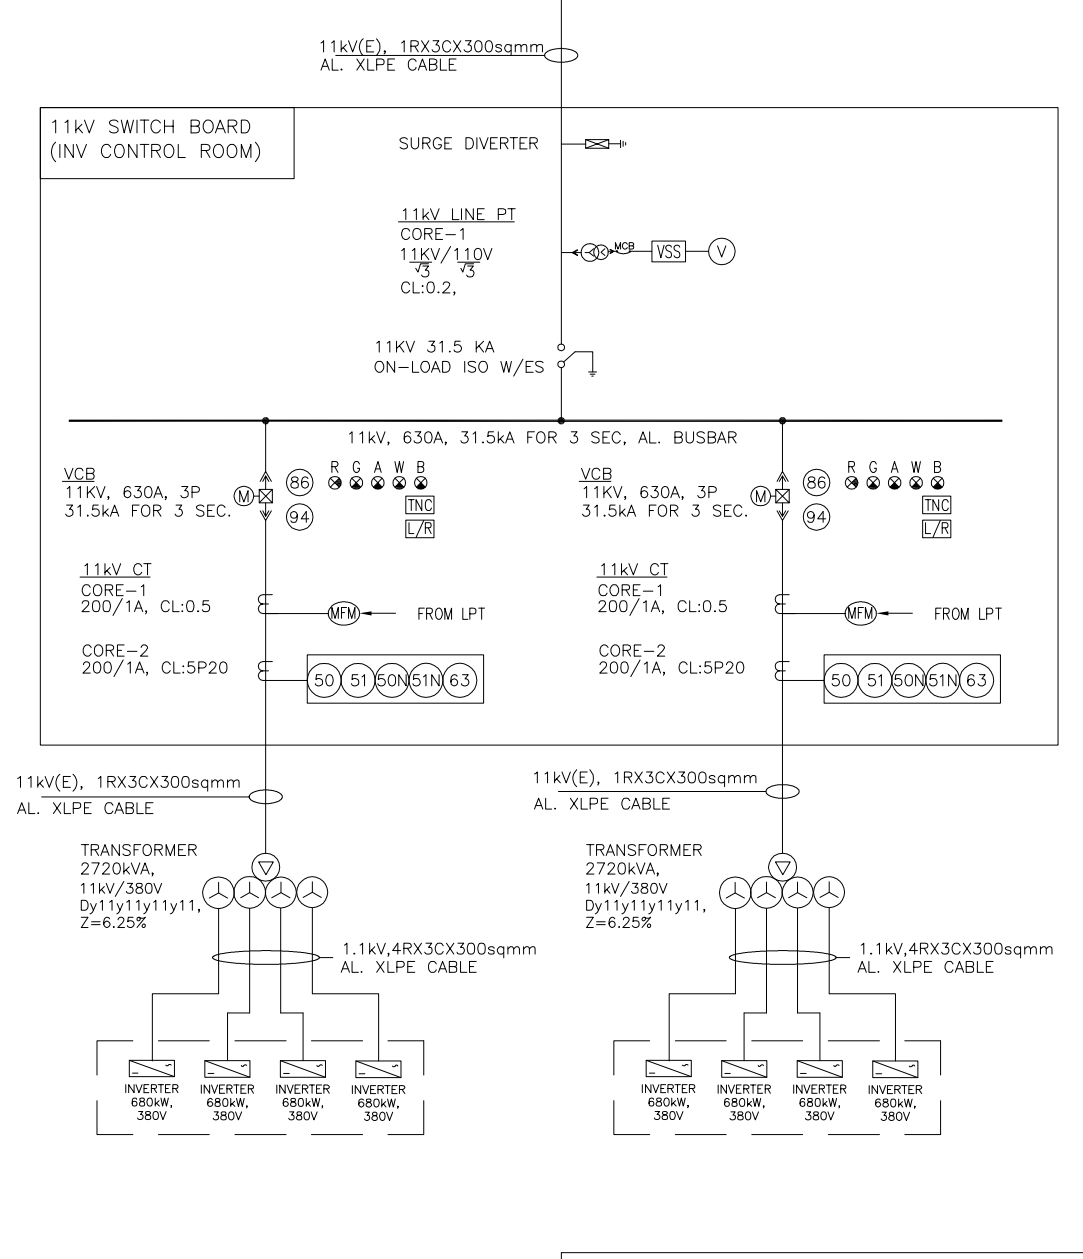 11kV(E), 1RX3CX300sqmm
AL. XLPE CABLE
11kV SWITCH BOARD
(INV CONTROL ROOM)
SURGE DIVERTER
11kV LINE PT
CORE-1
11KV/110V
√3 √3
CL:0.2,
MCB
VSS
V
11KV 31.5 KA
ON-LOAD ISO W/ES
11kV, 630A, 31.5kA FOR 3 SEC, AL. BUSBAR
VCB
11KV, 630A, 3P
31.5kA FOR 3 SEC.
M
86
94
R G A W B
TNC
L/R
11kV CT
CORE-1
200/1A, CL:0.5
MFM
FROM LPT
CORE-2
200/1A, CL:5P20
50 51 50N 51N 63
VCB
11KV, 630A, 3P
31.5kA FOR 3 SEC.
M
86
94
R G A W B
TNC
L/R
11kV CT
CORE-1
200/1A, CL:0.5
MFM
FROM LPT
CORE-2
200/1A, CL:5P20
50 51 50N 51N 63
11kV(E), 1RX3CX300sqmm
AL. XLPE CABLE
TRANSFORMER
2720kVA,
11kV/380V
Dy11y11y11y11,
Z=6.25%
1.1kV,4RX3CX300sqmm
AL. XLPE CABLE
INVERTER
680kW,
380V
INVERTER
680kW,
380V
INVERTER
680kW,
380V
INVERTER
680kW,
380V
11kV(E), 1RX3CX300sqmm
AL. XLPE CABLE
TRANSFORMER
2720kVA,
11kV/380V
Dy11y11y11y11,
Z=6.25%
1.1kV,4RX3CX300sqmm
AL. XLPE CABLE
INVERTER
680kW,
380V
INVERTER
680kW,
380V
INVERTER
680kW,
380V
INVERTER
680kW,
380V